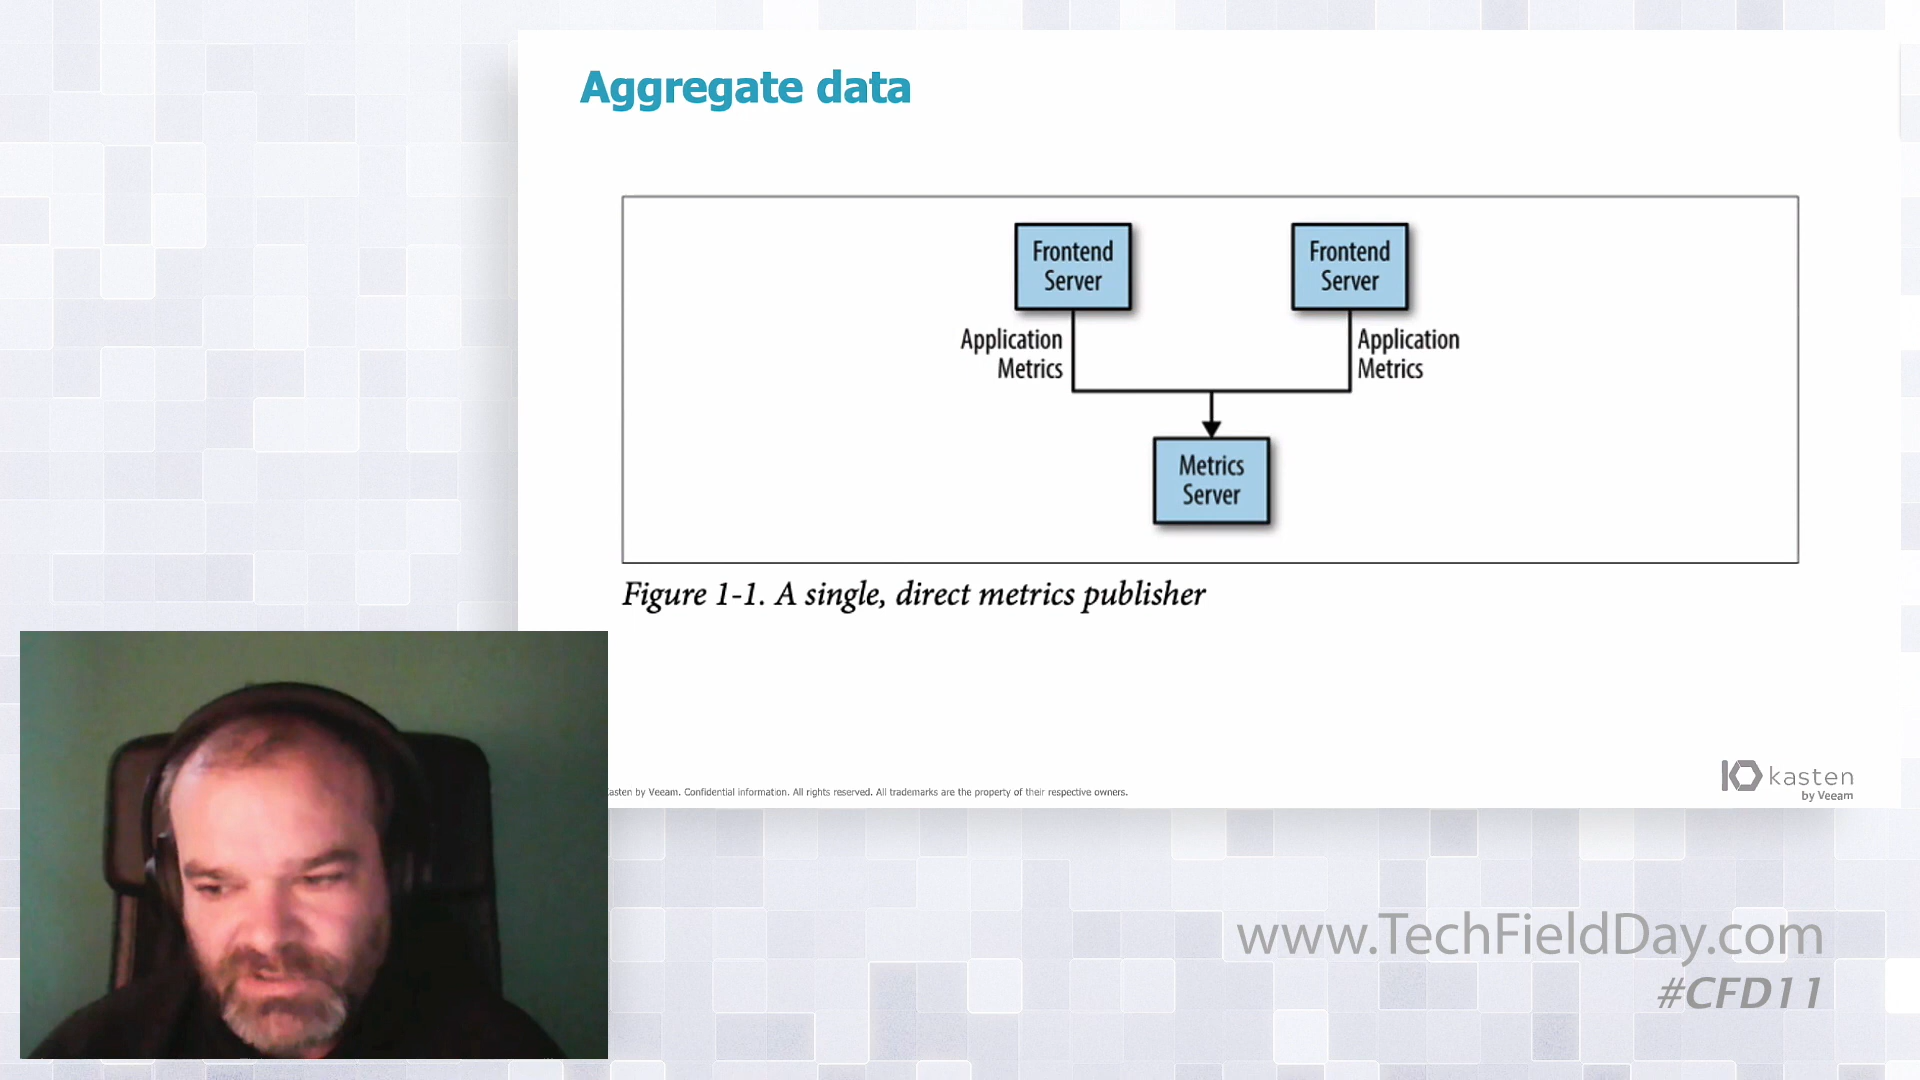 Aggregate data
Frontend
Server
Frontend
Server
Application
Metrics
Application
Metrics
Metrics
Server
Figure 1-1. A single, direct metrics publisher
asten by Veeam. Confidential information. All rights reserved. All trademarks are the property of their respective owners.
kasten
by Veeam
www.TechFieldDay.com
#CFD11